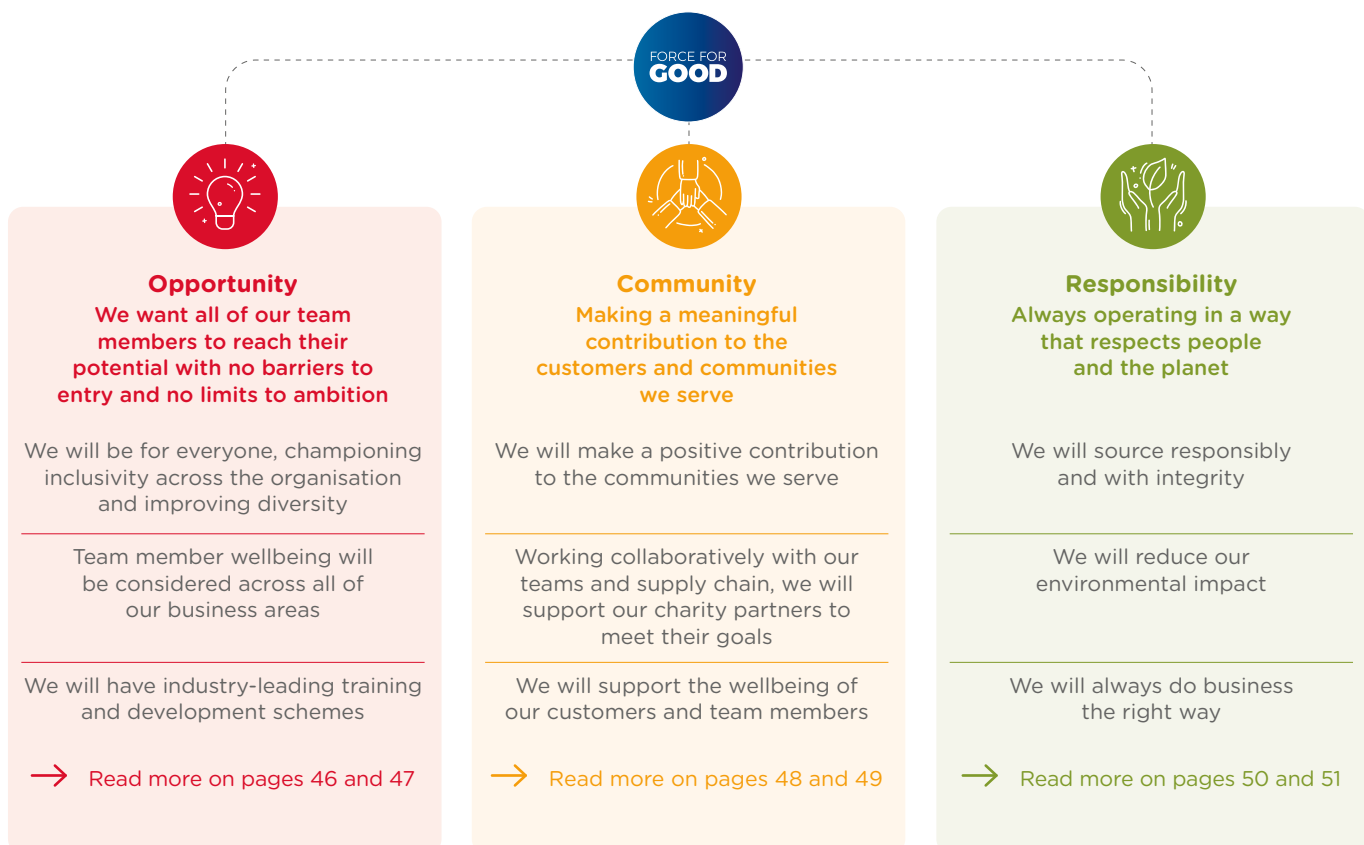 FORCE FOR
GOOD
Opportunity
We want all of our team
members to reach their
potential with no barriers to
entry and no limits to ambition
We will be for everyone, championing
inclusivity across the organisation
and improving diversity
Team member wellbeing will
be considered across all of
our business areas
We will have industry-leading training
and development schemes
Read more on pages 46 and 47
Community
Making a meaningful
contribution to the
customers and communities
we serve
We will make a positive contribution
to the communities we serve
Working collaboratively with our
teams and supply chain, we will
support our charity partners to
meet their goals
We will support the wellbeing of
our customers and team members
Read more on pages 48 and 49
Responsibility
Always operating in a way
that respects people
and the planet
We will source responsibly
and with integrity
We will reduce our
environmental impact
We will always do business
the right way
Read more on pages 50 and 51